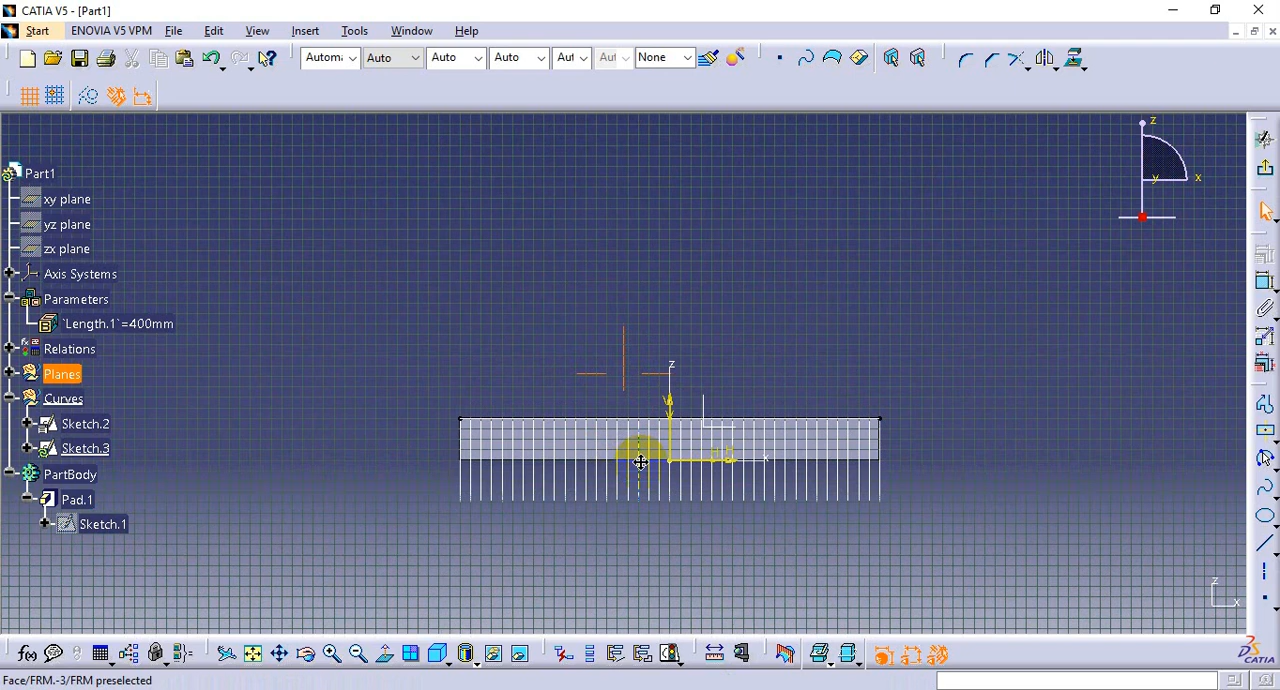 CATIA V5 - [Part1]
Start ENOVIA V5 VPM File Edit View Insert Tools Window Help
Automa Auto Auto Auto Aut Aut None
z
x
y
Part1
xy plane
yz plane
zx plane
Axis Systems
Parameters
`Length.1`=400mm
Relations
Planes
Curves
Sketch.2
Sketch.3
PartBody
Pad.1
Sketch.1
z
x
z
x
f(x)
CATIA
Face/FRM.-3/FRM preselected